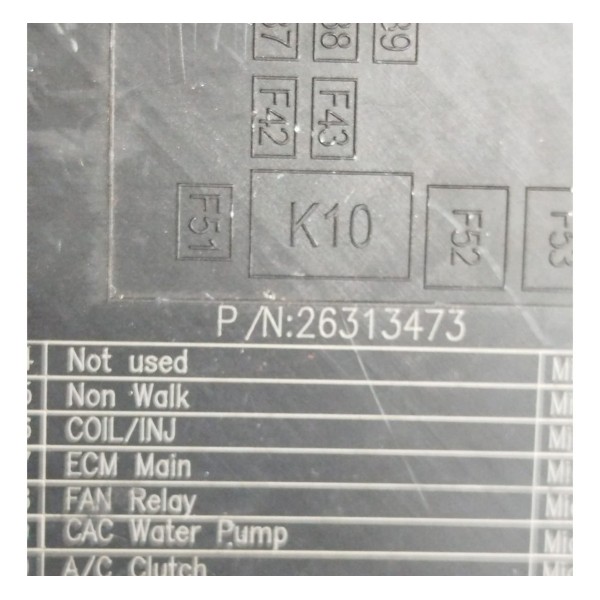 F42 F43
F51 K10 F52 F53
P/N:26313473
Not used
Non Walk
COIL/INJ
ECM Main
FAN Relay
CAC Water Pump
A/C Clutch